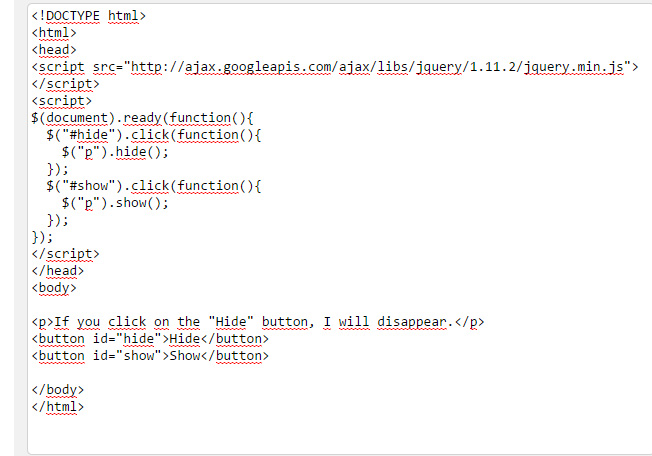 <!DOCTYPE html>
<html>
<head>
<script src="http://ajax.googleapis.com/ajax/libs/jquery/1.11.2/jquery.min.js">
</script>
<script>
$(document).ready(function(){
  $("#hide").click(function(){
    $("p").hide();
  });
  $("#show").click(function(){
    $("p").show();
  });
});
</script>
</head>
<body>

<p>If you click on the "Hide" button, I will disappear.</p>
<button id="hide">Hide</button>
<button id="show">Show</button>

</body>
</html>